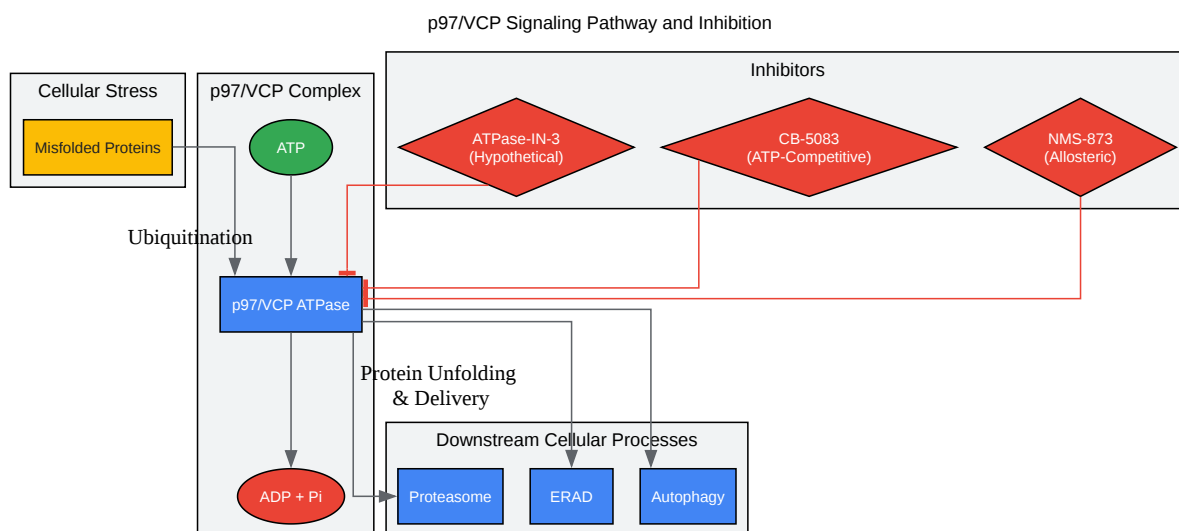 p97/VCP Signaling Pathway and Inhibition
Cellular Stress
p97/VCP Complex
Inhibitors
Misfolded Proteins
ATP
ATPase-IN-3
(Hypothetical)
CB-5083
(ATP-Competitive)
NMS-873
(Allosteric)
Ubiquitination
p97/VCP ATPase
Protein Unfolding
& Delivery
Downstream Cellular Processes
ADP + Pi
Proteasome
ERAD
Autophagy